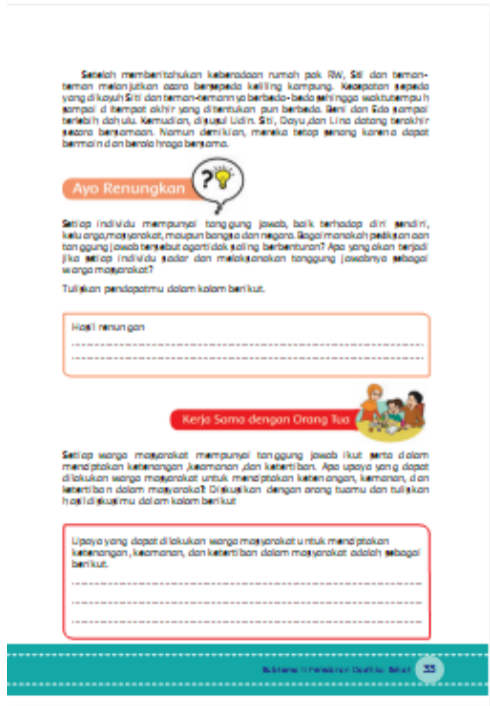 Setelah memberitahukan keberadaan rumah pak RW, Siti dan teman-
teman melanjutkan acara bersepeda keliling kampung. Kecepatan sepeda
yang dikayuh Siti dan teman-temannya berbeda-beda sehingga waktu tempuh
sampai di tempat akhir yang ditentukan pun berbeda. Beni dan Edo sampai
terlebih dahulu. Kemudian, disusul Udin. Siti, Dayu, dan Lina datang terakhir
secara bersamaan. Namun demikian, mereka tetap senang karena dapat
bermain dan berolahraga bersama.
Ayo Renungkan
?
Setiap individu mempunyai tanggung jawab, baik terhadap diri sendiri,
keluarga, masyarakat, maupun bangsa dan negara. Bagaimanakah pelaksanaan
tanggung jawab tersebut agar tidak saling berbenturan? Apa yang akan terjadi
jika setiap individu sadar dan melaksanakan tanggung jawabnya sebagai
warga masyarakat?
Tuliskan pendapatmu dalam kolom berikut.
Hasil renungan
Kerja Sama dengan Orang Tua
Setiap warga masyarakat mempunyai tanggung jawab ikut serta dalam
menciptakan ketenangan, keamanan, dan ketertiban. Apa upaya yang dapat
dilakukan warga masyarakat untuk menciptakan ketenangan, kemanan, dan
ketertiban dalam masyarakat? Diskusikan dengan orang tuamu dan tuliskan
hasil diskusimu dalam kolom berikut
Upaya yang dapat dilakukan warga masyarakat untuk menciptakan
ketenangan, keamanan, dan ketertiban dalam masyarakat adalah sebagai
berikut.
Subtema 1: Peredaran Darahku Sehat 33